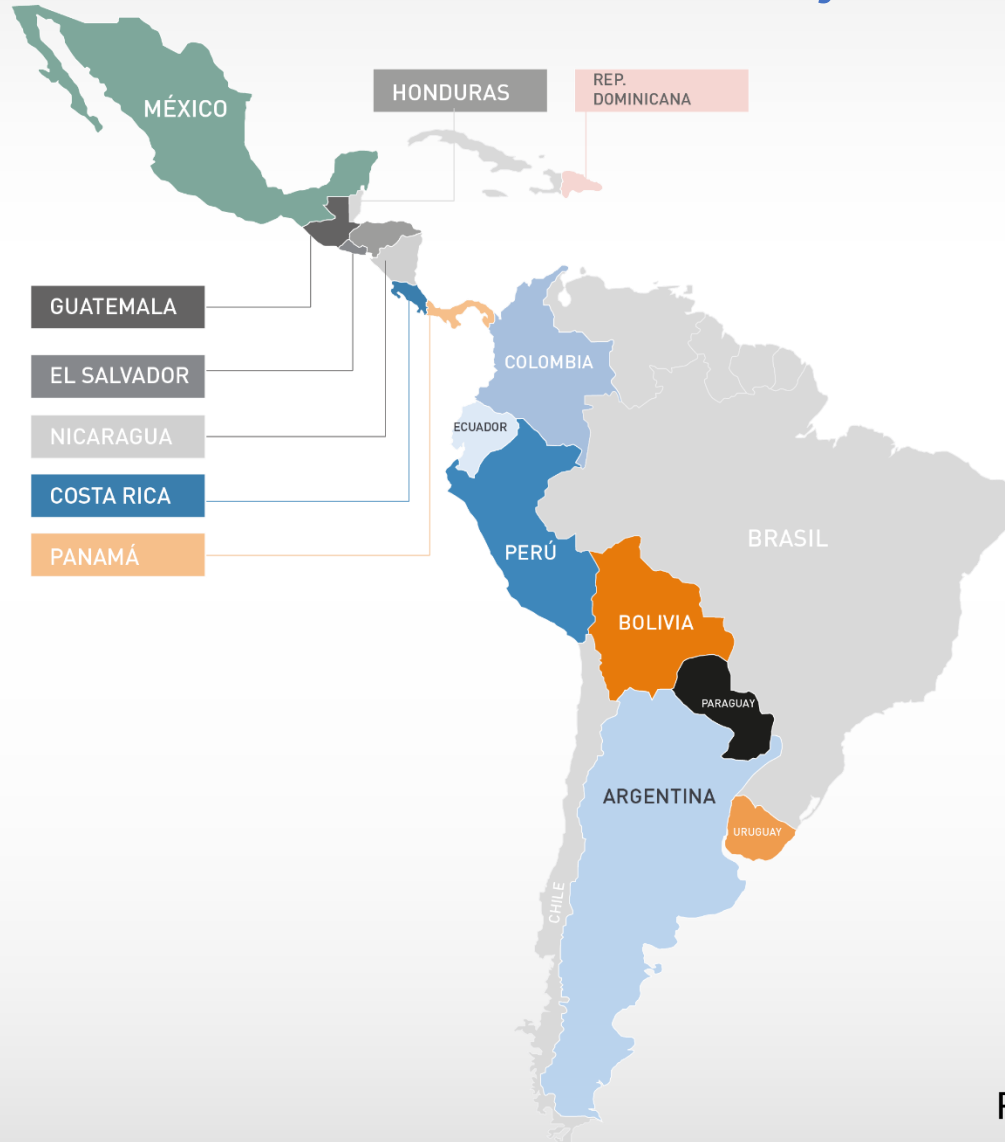 MÉXICO
HONDURAS
REP.
DOMINICANA
GUATEMALA
EL SALVADOR
NICARAGUA
COSTA RICA
PANAMÁ
COLOMBIA
ECUADOR
PERÚ
BRASIL
BOLIVIA
PARAGUAY
ARGENTINA
URUGUAY
CHILE